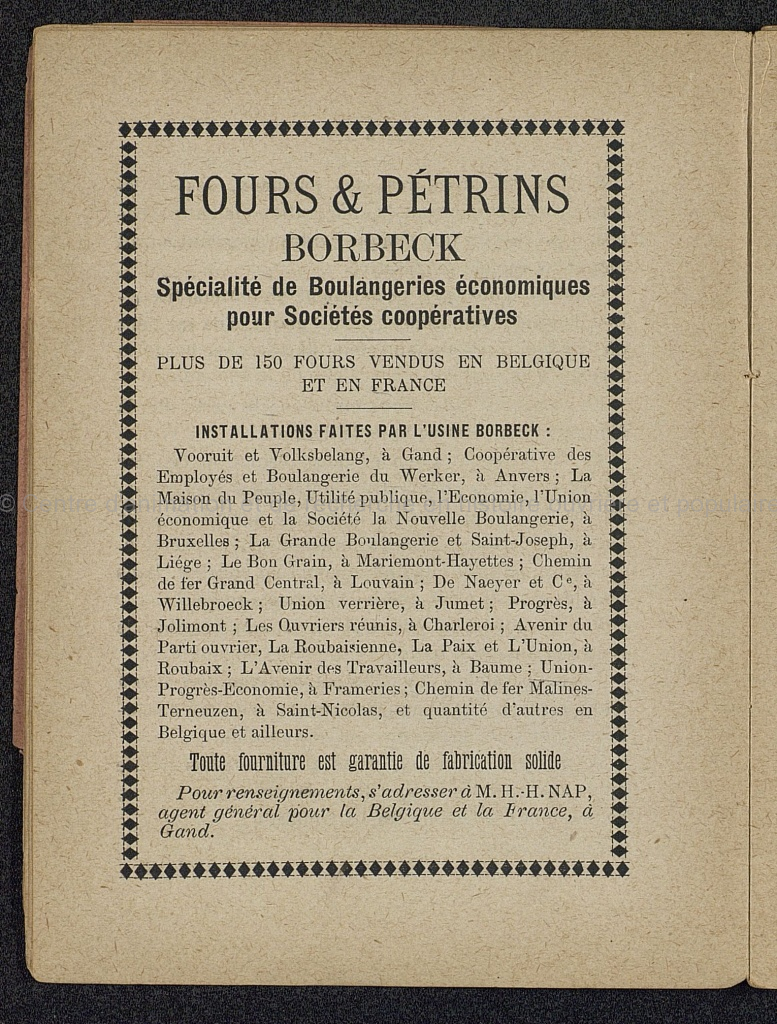 FOURS & PÉTRINS
BORBECK
Spécialité de Boulangeries économiques
pour Sociétés coopératives
PLUS DE 150 FOURS VENDUS EN BELGIQUE
ET EN FRANCE
INSTALLATIONS FAITES PAR L'USINE BORBECK :
Vooruit et Volksbelang, à Gand ; Coopérative des
Employés et Boulangerie du Werker, à Anvers ; La
Maison du Peuple, Utilité publique, l'Economie, l'Union
économique et la Société la Nouvelle Boulangerie, à
Bruxelles ; La Grande Boulangerie et Saint-Joseph, à
Liége ; Le Bon Grain, à Mariemont-Hayettes ; Chemin
de fer Grand Central, à Louvain ; De Naeyer et Cᵉ, à
Willebroeck ; Union verrière, à Jumet ; Progrès, à
Jolimont ; Les Ouvriers réunis, à Charleroi ; Avenir du
Parti ouvrier, La Roubaisienne, La Paix et L'Union, à
Roubaix ; L'Avenir des Travailleurs, à Baume ; Union-
Progrès-Economie, à Frameries ; Chemin de fer Malines-
Terneuzen, à Saint-Nicolas, et quantité d'autres en
Belgique et ailleurs.
Toute fourniture est garantie de fabrication solide
Pour renseignements, s'adresser à M. H.-H. NAP,
agent général pour la Belgique et la France, à
Gand.